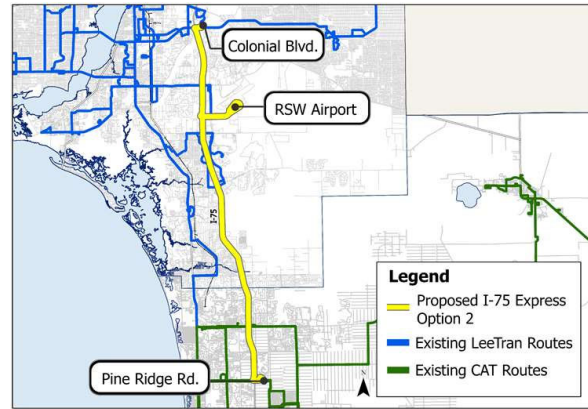 Colonial Blvd.
RSW Airport
I-75
Pine Ridge Rd.
Legend
Proposed I-75 Express
Option 2
Existing LeeTran Routes
Existing CAT Routes
N